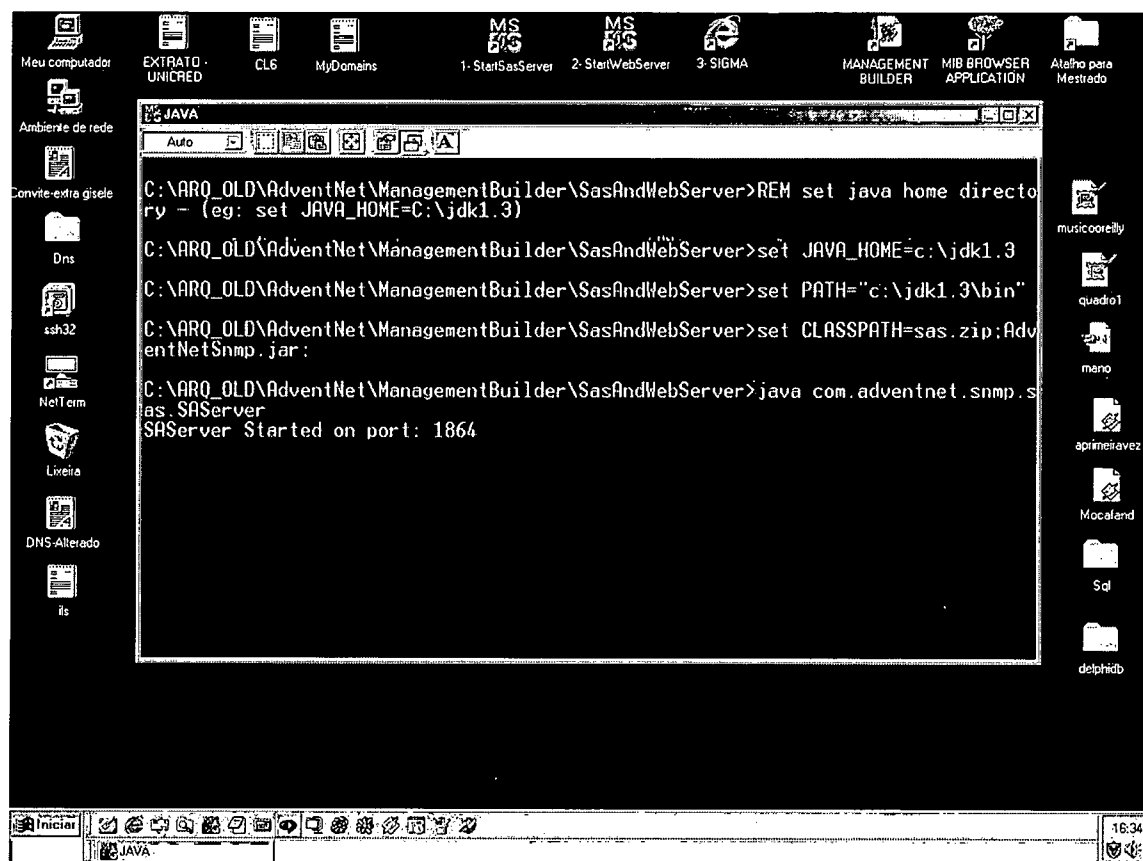 Meu computador
EXTRATO -
UNICRED
CL6
MyDomains
MS
1- StartSasServer
MS
2- StartWebServer
3- SIGMA
MANAGEMENT
BUILDER
MIB BROWSER
APPLICATION
Atalho para
Mestrado
Ambiente de rede
Convite-extra gisele
Dns
ssh32
NetTerm
Lixeira
DNS-Alterado
ils
JAVA
Auto
A
C:\ARQ_OLD\AdventNet\ManagementBuilder\SasAndWebServer>REM set java home directo
ry - (eg: set JAVA_HOME=C:\jdk1.3)
C:\ARQ_OLD\AdventNet\ManagementBuilder\SasAndWebServer>set JAVA_HOME=c:\jdk1.3
C:\ARQ_OLD\AdventNet\ManagementBuilder\SasAndWebServer>set PATH="c:\jdk1.3\bin"
C:\ARQ_OLD\AdventNet\ManagementBuilder\SasAndWebServer>set CLASSPATH=sas.zip;Adv
entNetSnmp.jar;
C:\ARQ_OLD\AdventNet\ManagementBuilder\SasAndWebServer>java com.adventnet.snmp.s
as.SAServer
SAServer Started on port: 1864
musicooreilly
quadro1
mano
aprimeiravez
Mocafand
Sql
delphidb
Iniciar
JAVA
16:34